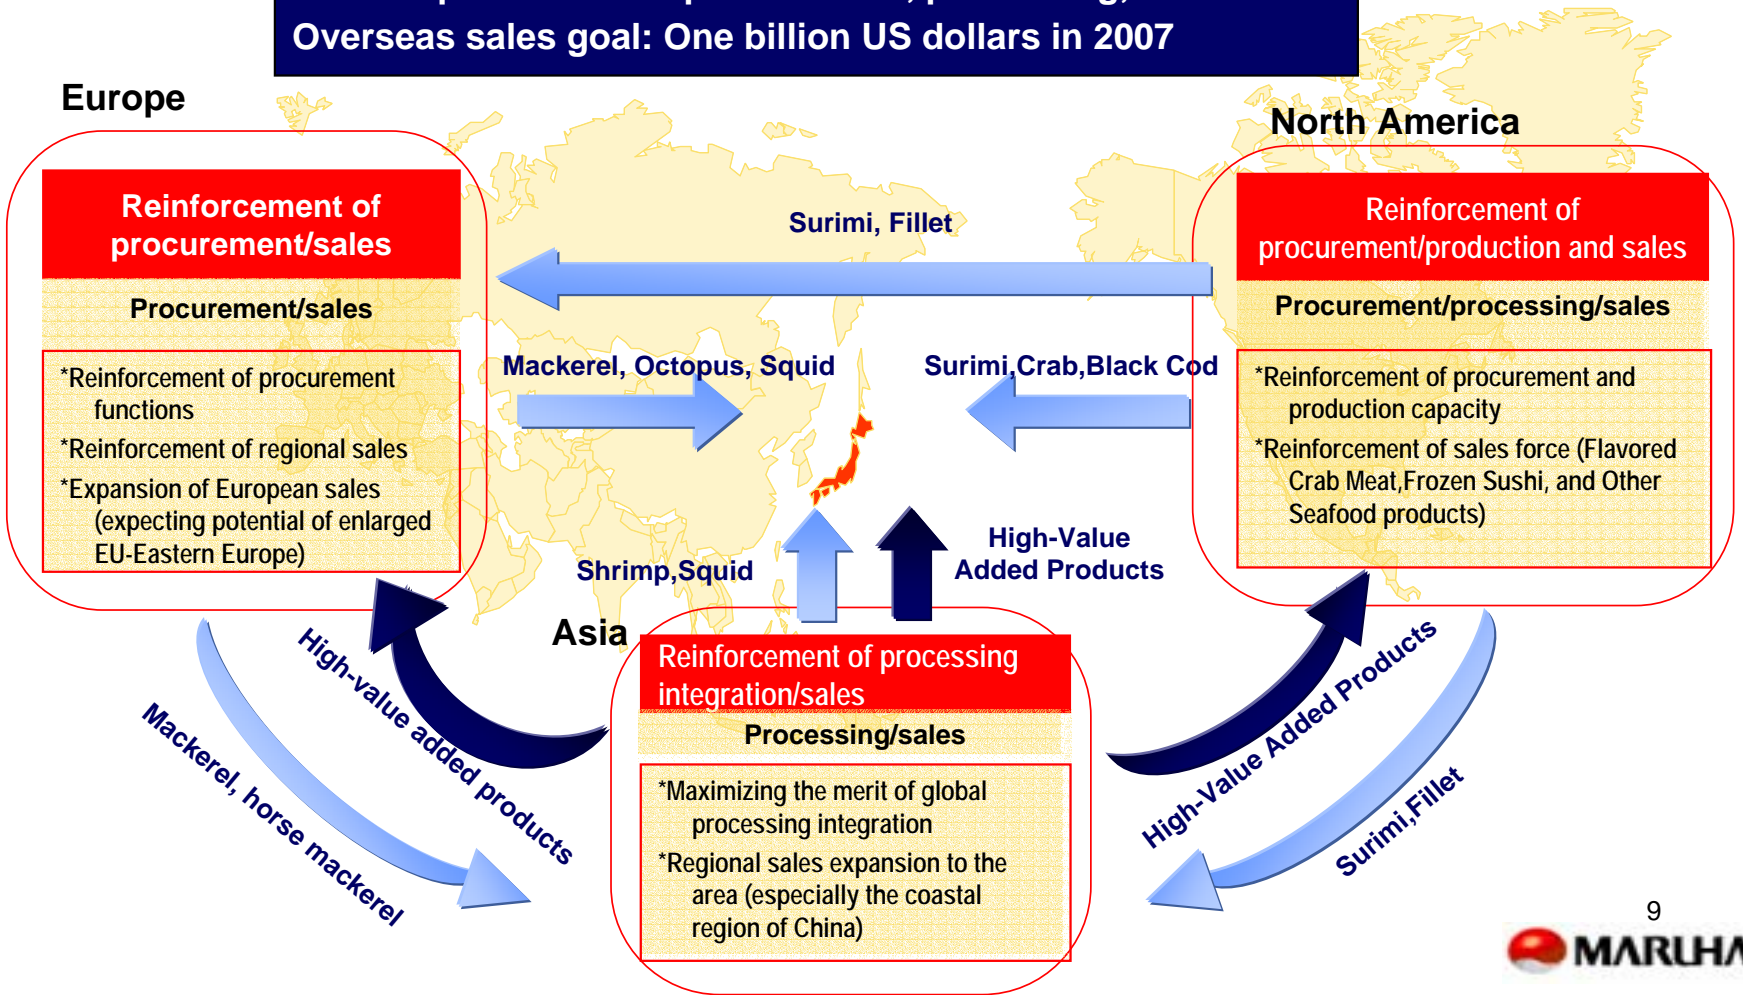 Overseas sales goal: One billion US dollars in 2007
Europe
North America
Reinforcement of
procurement/sales
Procurement/sales
*Reinforcement of procurement
functions
*Reinforcement of regional sales
*Expansion of European sales
(expecting potential of enlarged
EU-Eastern Europe)
Surimi, Fillet
Mackerel, Octopus, Squid
Surimi,Crab,Black Cod
Reinforcement of
procurement/production and sales
Procurement/processing/sales
*Reinforcement of procurement and
production capacity
*Reinforcement of sales force (Flavored
Crab Meat,Frozen Sushi, and Other
Seafood products)
Shrimp,Squid
High-Value
Added Products
Asia
Reinforcement of processing
integration/sales
Processing/sales
*Maximizing the merit of global
processing integration
*Regional sales expansion to the
area (especially the coastal
region of China)
High-value added products
Mackerel, horse mackerel
High-Value Added Products
Surimi,Fillet
9
MARUHA